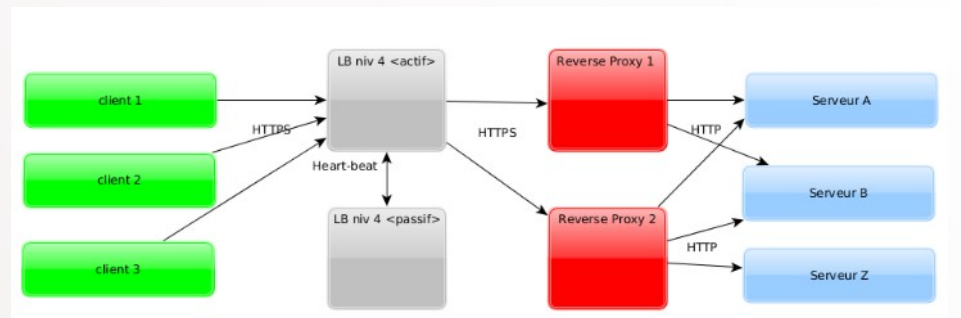 client 1
client 2
client 3
HTTPS
LB niv 4 <actif>
Heart-beat
LB niv 4 <passif>
HTTPS
Reverse Proxy 1
Reverse Proxy 2
HTTP
HTTP
Serveur A
Serveur B
Serveur Z